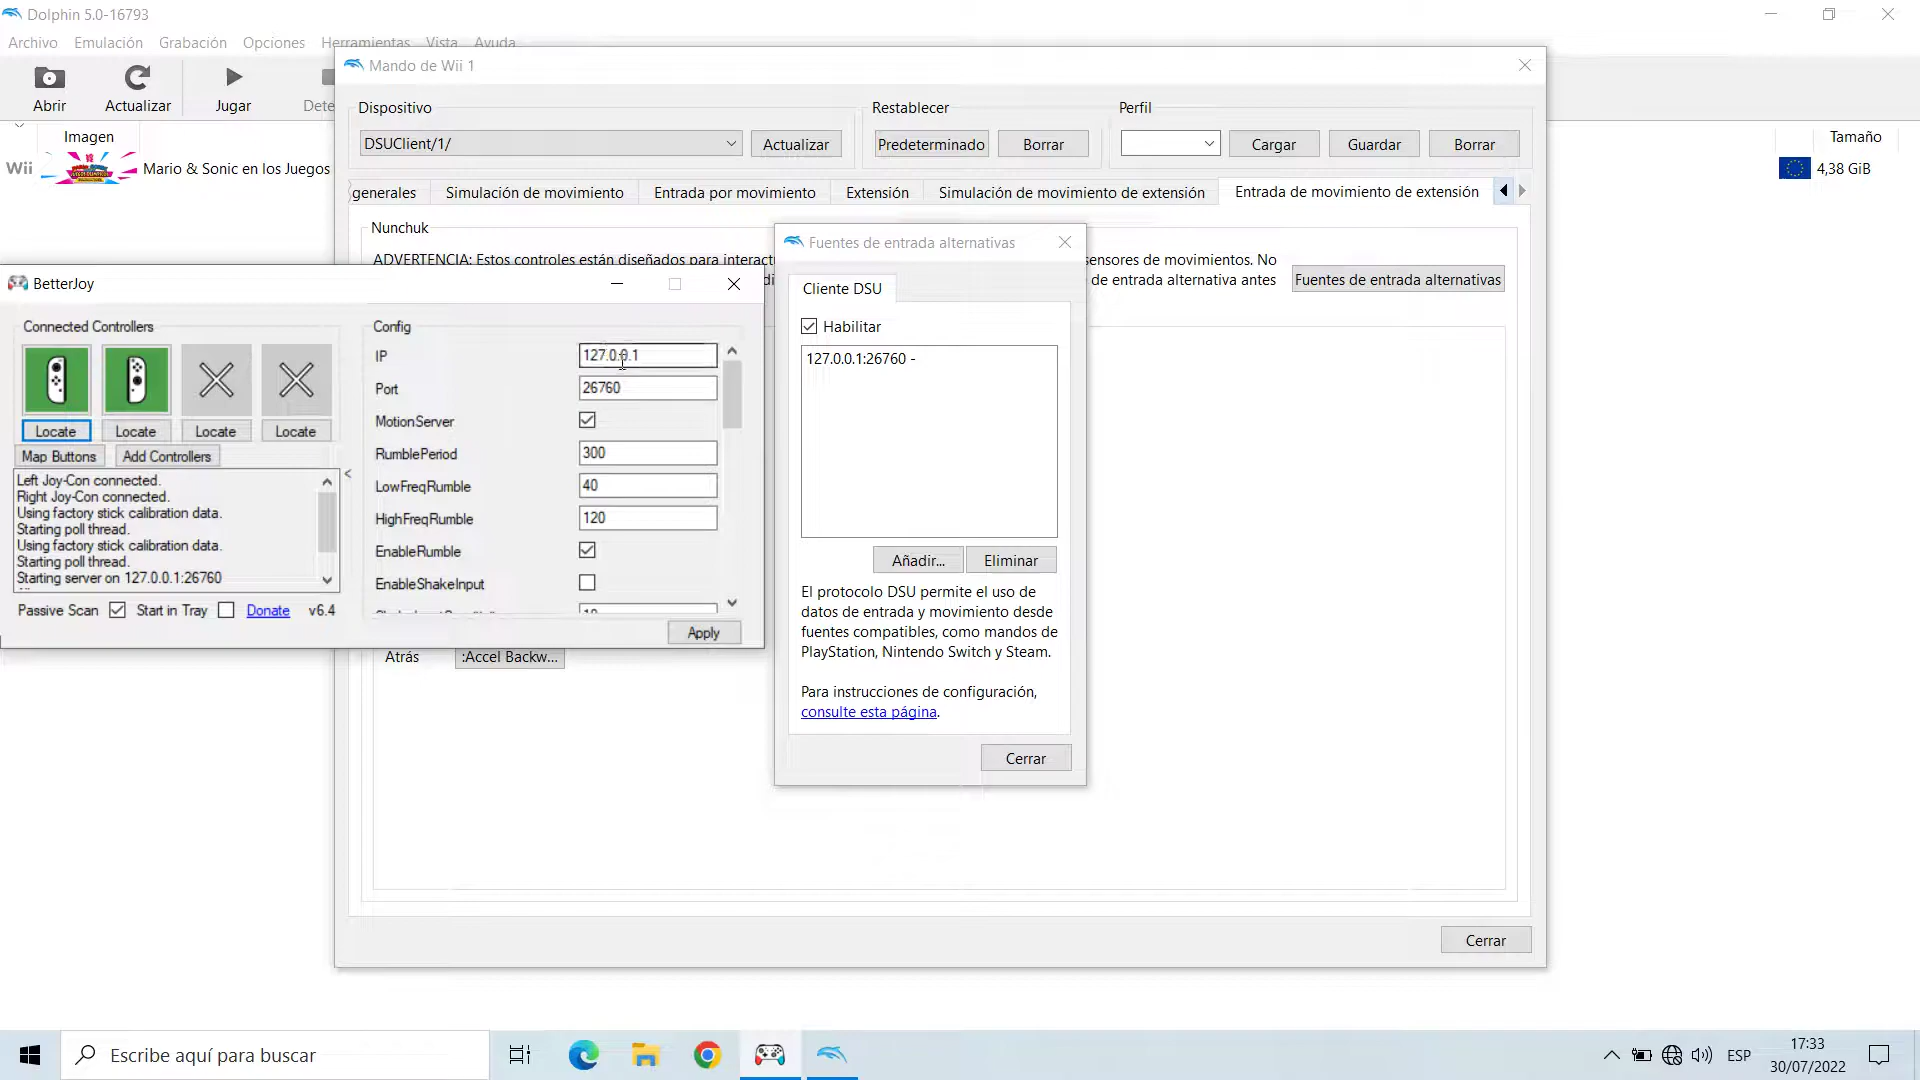 Dolphin 5.0-16793
Archivo Emulación Grabación Opciones Herramientas Vista Ayuda
Abrir Actualizar Jugar
Imagen Tamaño
Wii Mario & Sonic en los Juegos 4,38 GiB
Mando de Wii 1
Dispositivo Restablecer Perfil
DSUClient/1/ Actualizar Predeterminado Borrar Cargar Guardar Borrar
generales Simulación de movimiento Entrada por movimiento Extensión Simulación de movimiento de extensión Entrada de movimiento de extensión
Nunchuk
ADVERTENCIA: Estos controles están diseñados para interactu sensores de movimientos. No
de entrada alternativa antes Fuentes de entrada alternativas
Atrás :Accel Backw...
Cerrar
BetterJoy
Connected Controllers
Locate Locate Locate Locate
Map Buttons Add Controllers
Left Joy-Con connected.
Right Joy-Con connected.
Using factory stick calibration data.
Starting poll thread.
Using factory stick calibration data.
Starting poll thread.
Starting server on 127.0.0.1:26760
Passive Scan Start in Tray Donate v6.4
<
Config
IP 127.0.0.1
Port 26760
MotionServer
RumblePeriod 300
LowFreqRumble 40
HighFreqRumble 120
EnableRumble
EnableShakeInput
Apply
Fuentes de entrada alternativas
Cliente DSU
Habilitar
127.0.0.1:26760 -
Añadir... Eliminar
El protocolo DSU permite el uso de
datos de entrada y movimiento desde
fuentes compatibles, como mandos de
PlayStation, Nintendo Switch y Steam.
Para instrucciones de configuración,
consulte esta página.
Cerrar
Escribe aquí para buscar
ESP
17:33
30/07/2022